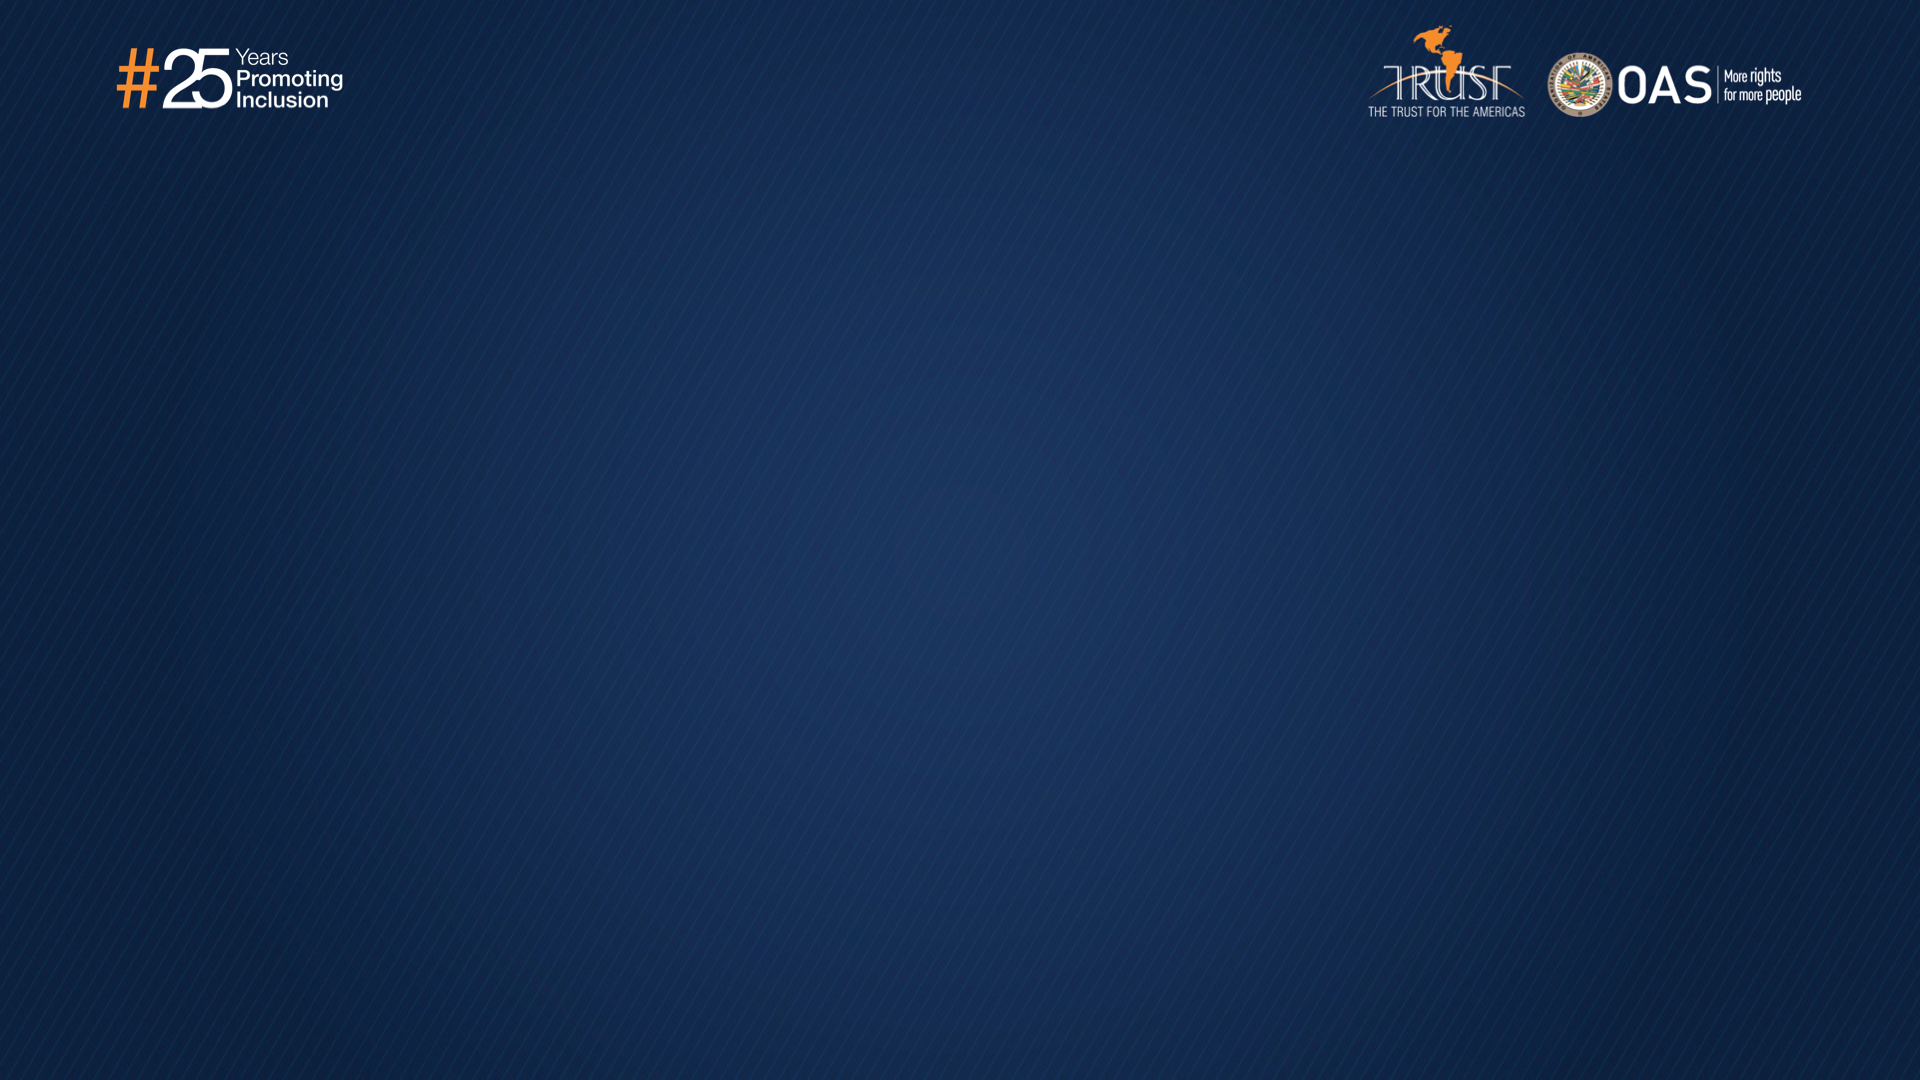 #25 Years
Promoting
Inclusion
TRUST
THE TRUST FOR THE AMERICAS
OAS
More rights
for more people